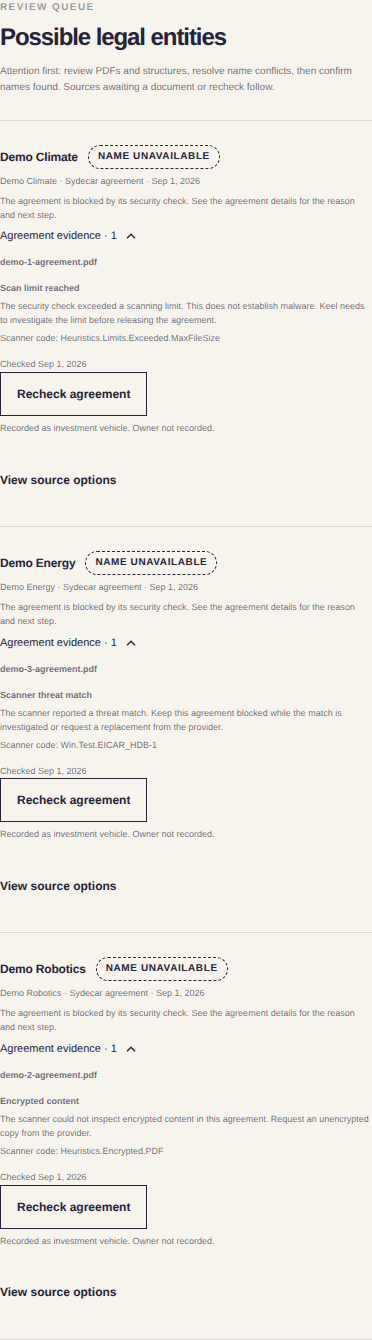 REVIEW QUEUE
Possible legal entities
Attention first: review PDFs and structures, resolve name conflicts, then confirm
names found. Sources awaiting a document or recheck follow.
Demo Climate NAME UNAVAILABLE
Demo Climate · Sydecar agreement · Sep 1, 2026
The agreement is blocked by its security check. See the agreement details for the reason
and next step.
Agreement evidence · 1
demo-1-agreement.pdf
Scan limit reached
The security check exceeded a scanning limit. This does not establish malware. Keel needs
to investigate the limit before releasing the agreement.
Scanner code: Heuristics.Limits.Exceeded.MaxFileSize
Checked Sep 1, 2026
Recheck agreement
Recorded as investment vehicle. Owner not recorded.
View source options
Demo Energy NAME UNAVAILABLE
Demo Energy · Sydecar agreement · Sep 1, 2026
The agreement is blocked by its security check. See the agreement details for the reason
and next step.
Agreement evidence · 1
demo-3-agreement.pdf
Scanner threat match
The scanner reported a threat match. Keep this agreement blocked while the match is
investigated or request a replacement from the provider.
Scanner code: Win.Test.EICAR_HDB-1
Checked Sep 1, 2026
Recheck agreement
Recorded as investment vehicle. Owner not recorded.
View source options
Demo Robotics NAME UNAVAILABLE
Demo Robotics · Sydecar agreement · Sep 1, 2026
The agreement is blocked by its security check. See the agreement details for the reason
and next step.
Agreement evidence · 1
demo-2-agreement.pdf
Encrypted content
The scanner could not inspect encrypted content in this agreement. Request an unencrypted
copy from the provider.
Scanner code: Heuristics.Encrypted.PDF
Checked Sep 1, 2026
Recheck agreement
Recorded as investment vehicle. Owner not recorded.
View source options